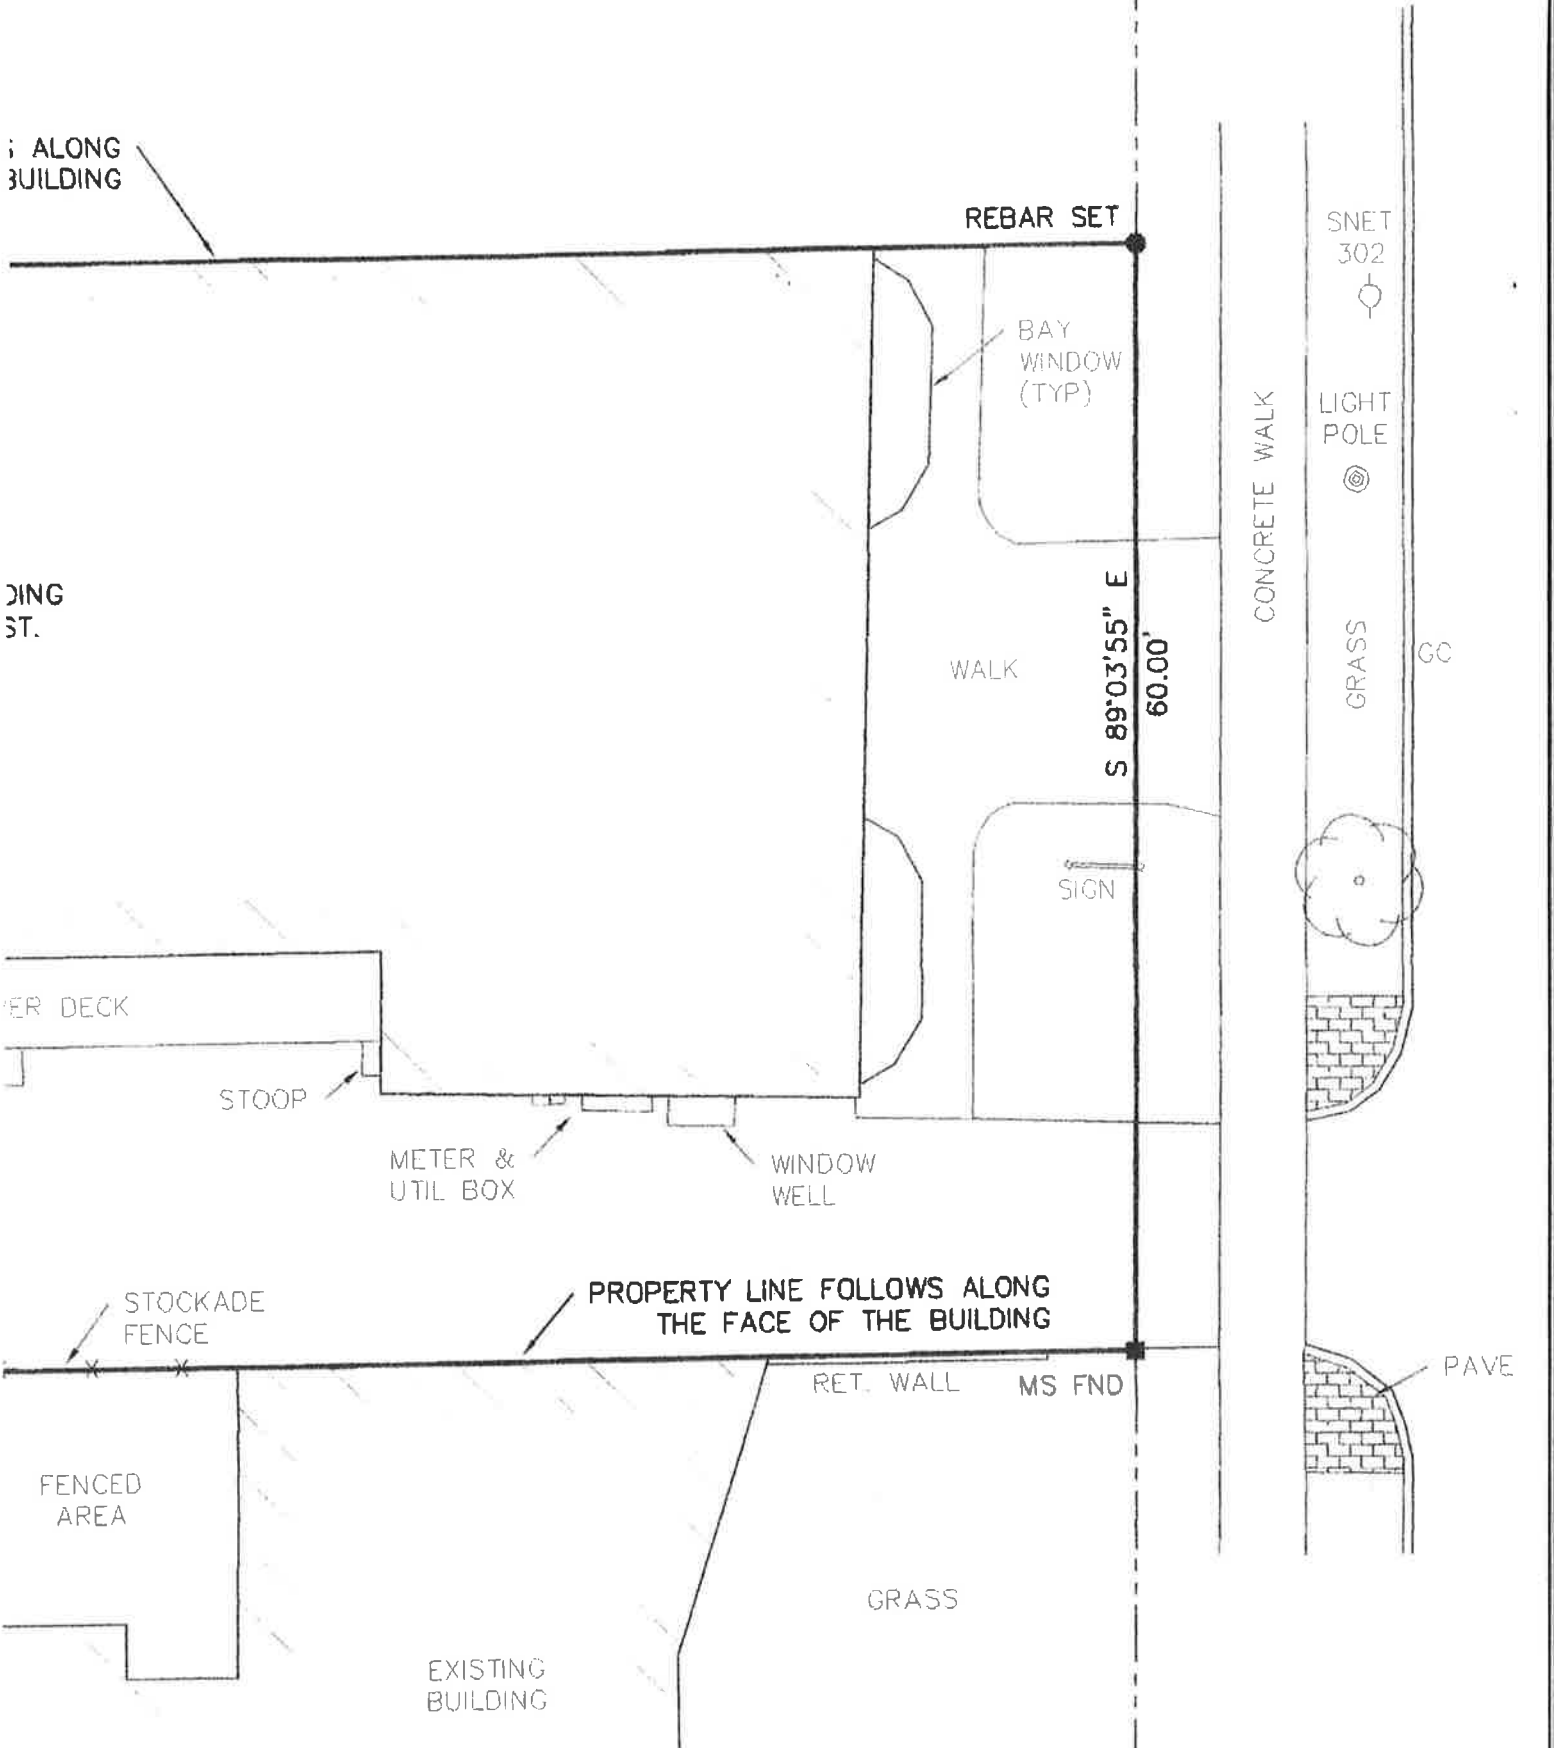 ALONG
BUILDING
REBAR SET
SNET
302
BAY
WINDOW
(TYP)
LIGHT
POLE
CONCRETE WALK
ST.
WALK
S 89°03'55" E
60.00'
GRASS
GC
SIGN
DECK
STOOP
METER &
UTIL BOX
WINDOW
WELL
STOCKADE
FENCE
PROPERTY LINE FOLLOWS ALONG
THE FACE OF THE BUILDING
RET. WALL
MS FND
PAVE
FENCED
AREA
GRASS
EXISTING
BUILDING